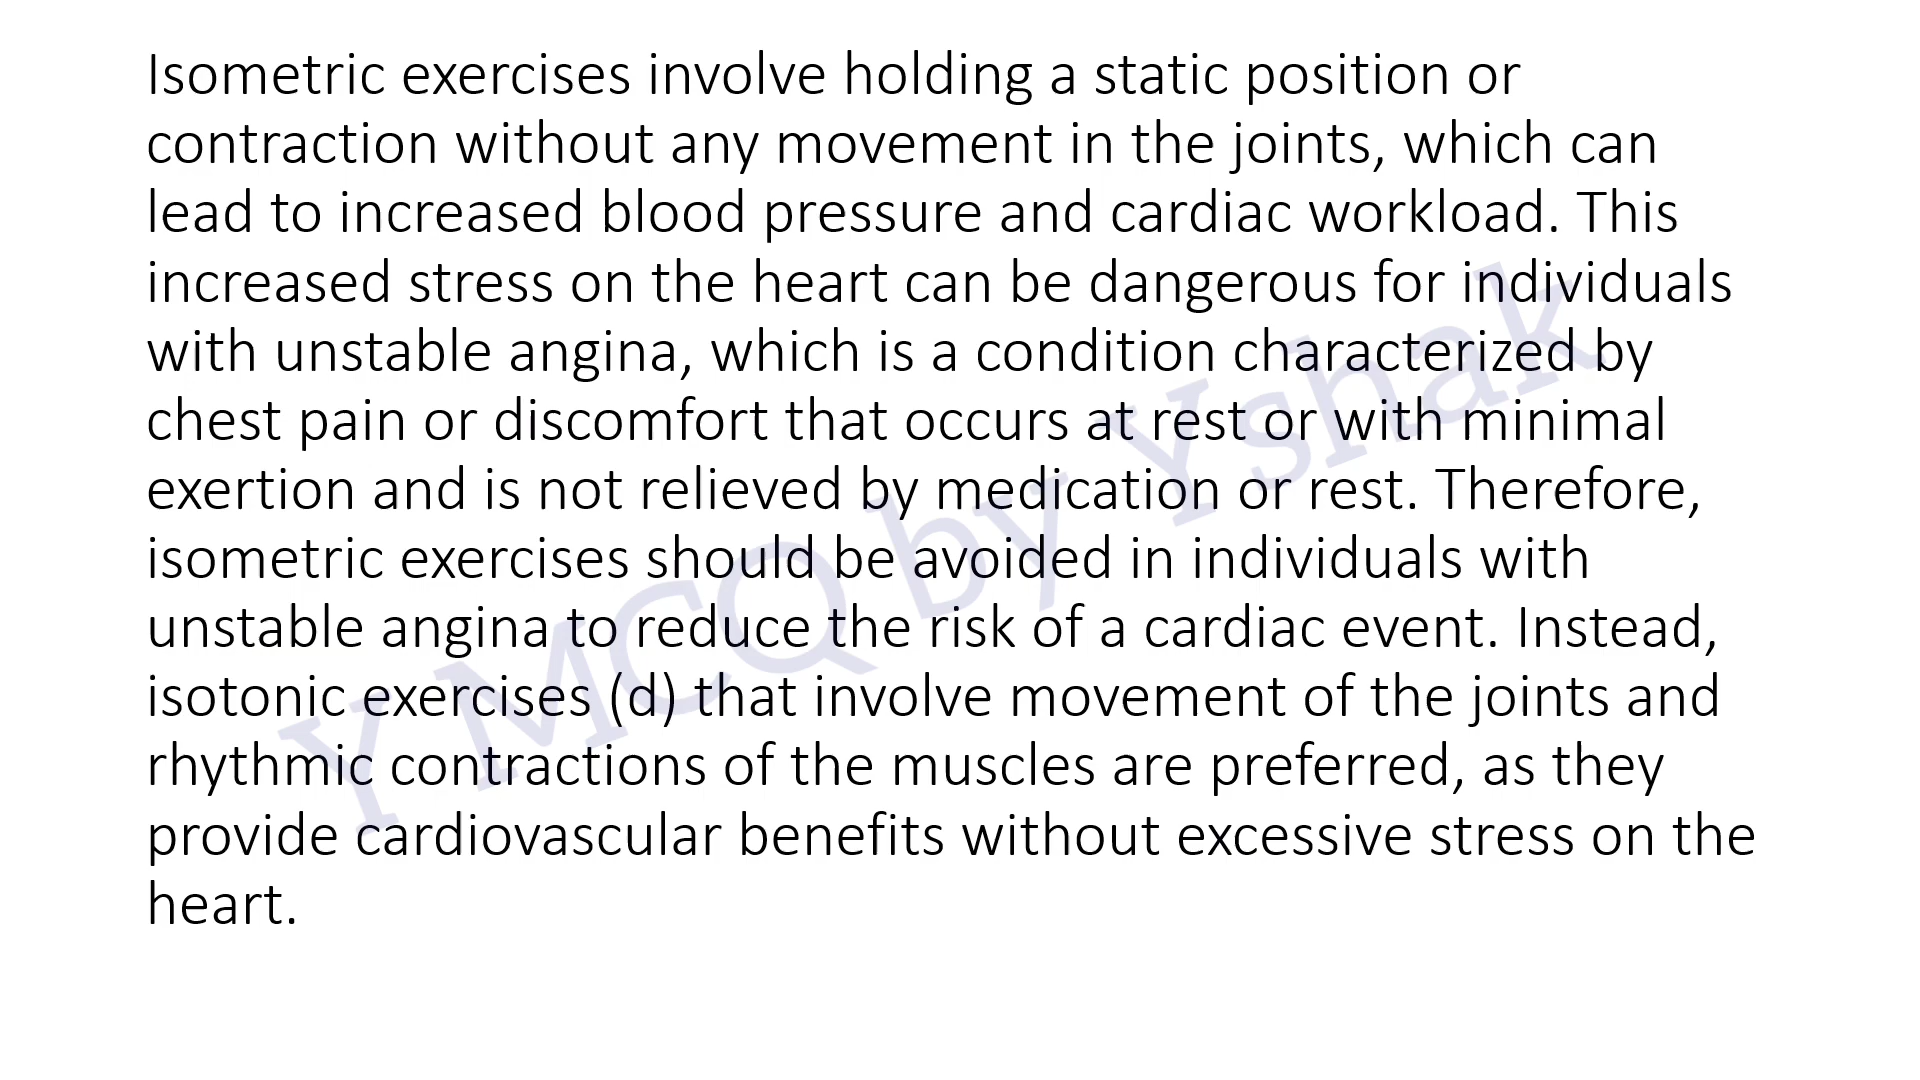 Isometric exercises involve holding a static position or
contraction without any movement in the joints, which can
lead to increased blood pressure and cardiac workload. This
increased stress on the heart can be dangerous for individuals
with unstable angina, which is a condition characterized by
chest pain or discomfort that occurs at rest or with minimal
exertion and is not relieved by medication or rest. Therefore,
isometric exercises should be avoided in individuals with
unstable angina to reduce the risk of a cardiac event. Instead,
isotonic exercises (d) that involve movement of the joints and
rhythmic contractions of the muscles are preferred, as they
provide cardiovascular benefits without excessive stress on the
heart.
Y MCQ by Yshak